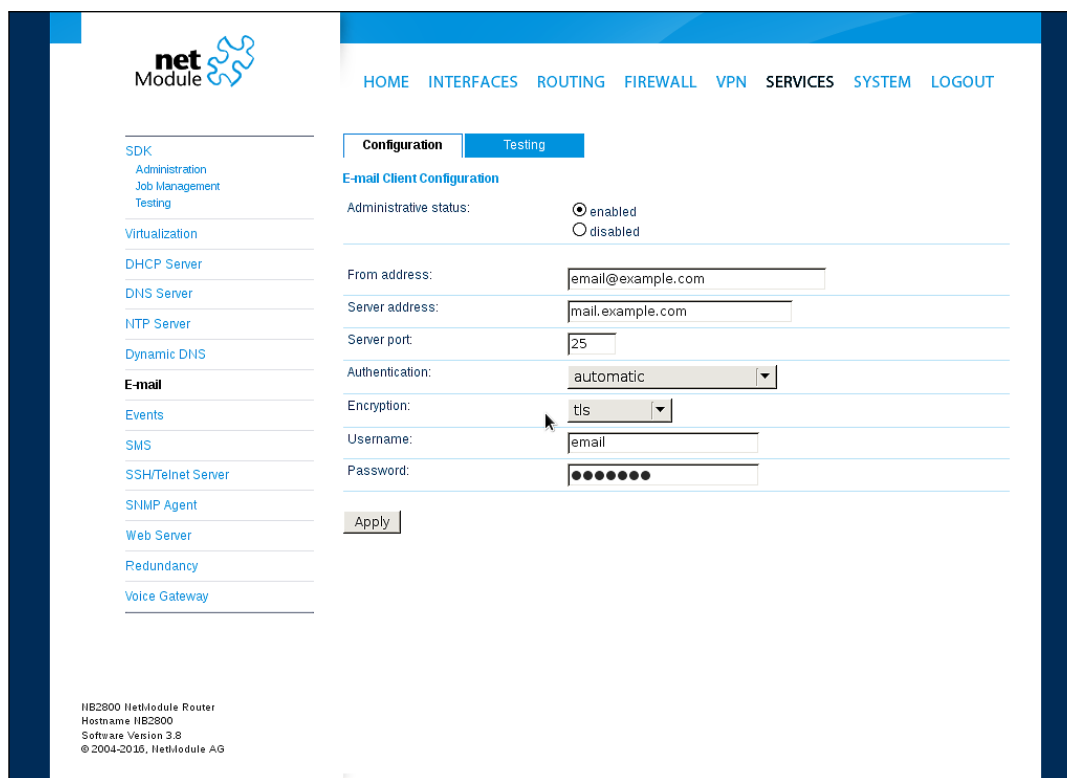 net
Module
HOME INTERFACES ROUTING FIREWALL VPN SERVICES SYSTEM LOGOUT
SDK
Administration
Job Management
Testing
Virtualization
DHCP Server
DNS Server
NTP Server
Dynamic DNS
E-mail
Events
SMS
SSH/Telnet Server
SNMP Agent
Web Server
Redundancy
Voice Gateway
Configuration Testing
E-mail Client Configuration
Administrative status: enabled
disabled
From address: email@example.com
Server address: mail.example.com
Server port: 25
Authentication: automatic
Encryption: tls
Username: email
Password: ●●●●●●●
Apply
NB2800 NetModule Router
Hostname NB2800
Software Version 3.8
© 2004-2016, NetModule AG